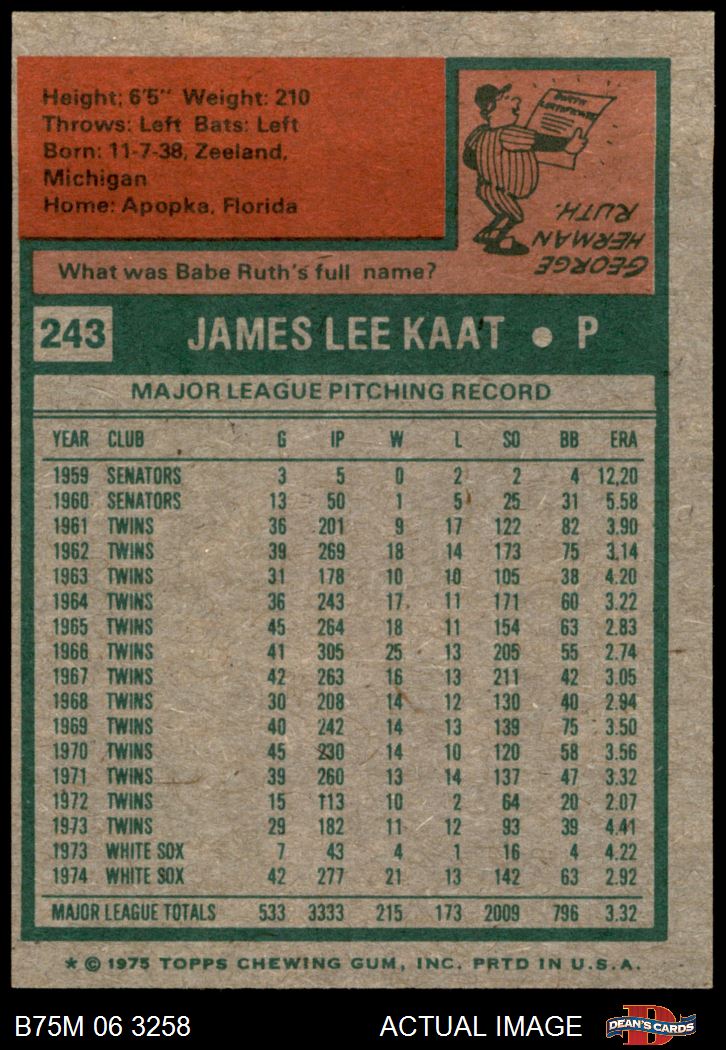 Height: 6'5" Weight: 210
Throws: Left Bats: Left
Born: 11-7-38, Zeeland,
Michigan
Home: Apopka, Florida
BIRTH CERTIFICATE
GEORGE
HERMAN
RUTH.
What was Babe Ruth's full name?
243 JAMES LEE KAAT ● P
MAJOR LEAGUE PITCHING RECORD
YEAR CLUB G IP W L SO BB ERA
1959 SENATORS 3 5 0 2 2 4 12.20
1960 SENATORS 13 50 1 5 25 31 5.58
1961 TWINS 36 201 9 17 122 82 3.90
1962 TWINS 39 269 18 14 173 75 3.14
1963 TWINS 31 178 10 10 105 38 4.20
1964 TWINS 36 243 17 11 171 60 3.22
1965 TWINS 45 264 18 11 154 63 2.83
1966 TWINS 41 305 25 13 205 55 2.74
1967 TWINS 42 263 16 13 211 42 3.05
1968 TWINS 30 208 14 12 130 40 2.94
1969 TWINS 40 242 14 13 139 75 3.50
1970 TWINS 45 230 14 10 120 58 3.56
1971 TWINS 39 260 13 14 137 47 3.32
1972 TWINS 15 113 10 2 64 20 2.07
1973 TWINS 29 182 11 12 93 39 4.41
1973 WHITE SOX 7 43 4 1 16 4 4.22
1974 WHITE SOX 42 277 21 13 142 63 2.92
MAJOR LEAGUE TOTALS 533 3333 215 173 2009 796 3.32
* © 1975 TOPPS CHEWING GUM, INC. PRTD IN U.S.A.
B75M 06 3258 ACTUAL IMAGE D DEAN'S CARDS